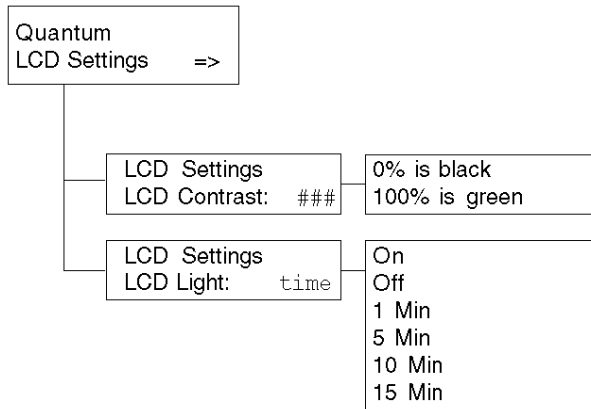 Quantum
LCD Settings =>
LCD Settings
LCD Contrast: ###
0% is black
100% is green
LCD Settings
LCD Light: time
On
Off
1 Min
5 Min
10 Min
15 Min